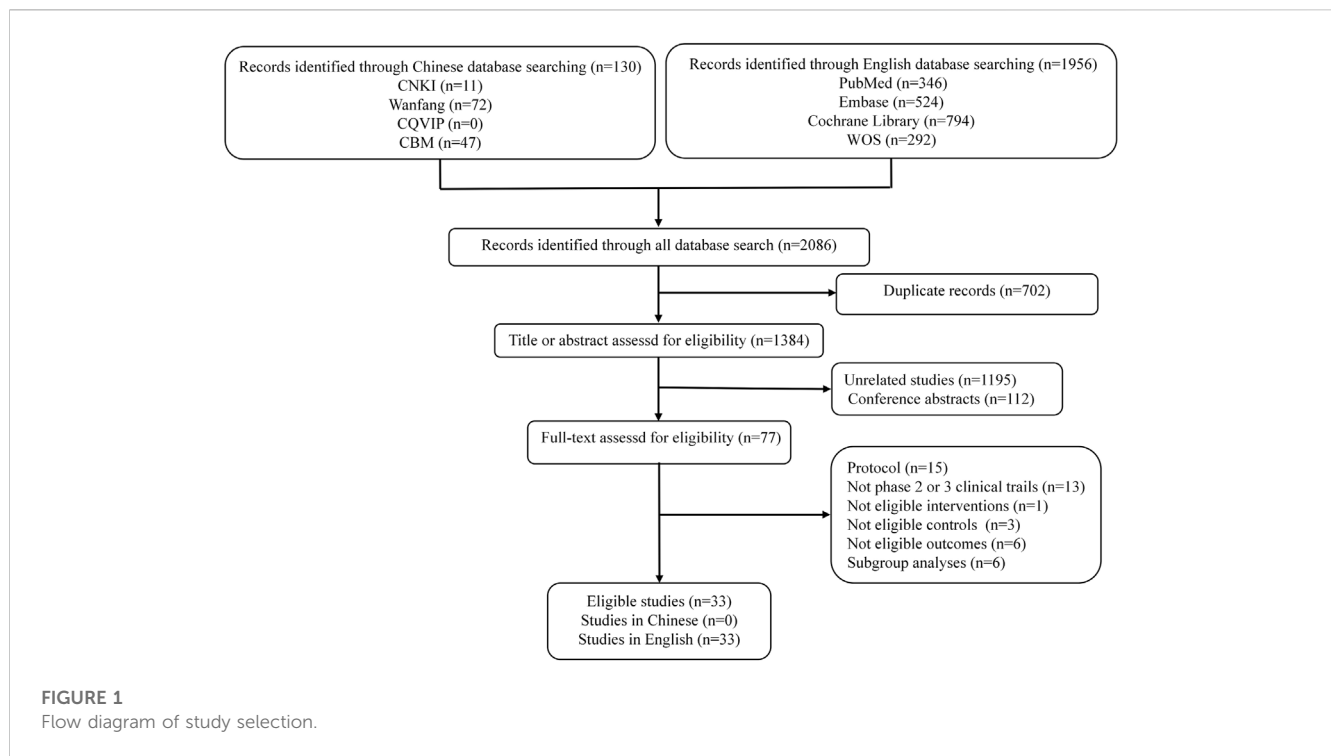 Records identified through Chinese database searching (n=130)
CNKI (n=11)
Wanfang (n=72)
CQVIP (n=0)
CBM (n=47)
Records identified through English database searching (n=1956)
PubMed (n=346)
Embase (n=524)
Cochrane Library (n=794)
WOS (n=292)
Records identified through all database search (n=2086)
Duplicate records (n=702)
Title or abstract assessd for eligibility (n=1384)
Unrelated studies (n=1195)
Conference abstracts (n=112)
Full-text assessd for eligibility (n=77)
Protocol (n=15)
Not phase 2 or 3 clinical trails (n=13)
Not eligible interventions (n=1)
Not eligible controls (n=3)
Not eligible outcomes (n=6)
Subgroup analyses (n=6)
Eligible studies (n=33)
Studies in Chinese (n=0)
Studies in English (n=33)
FIGURE 1
Flow diagram of study selection.